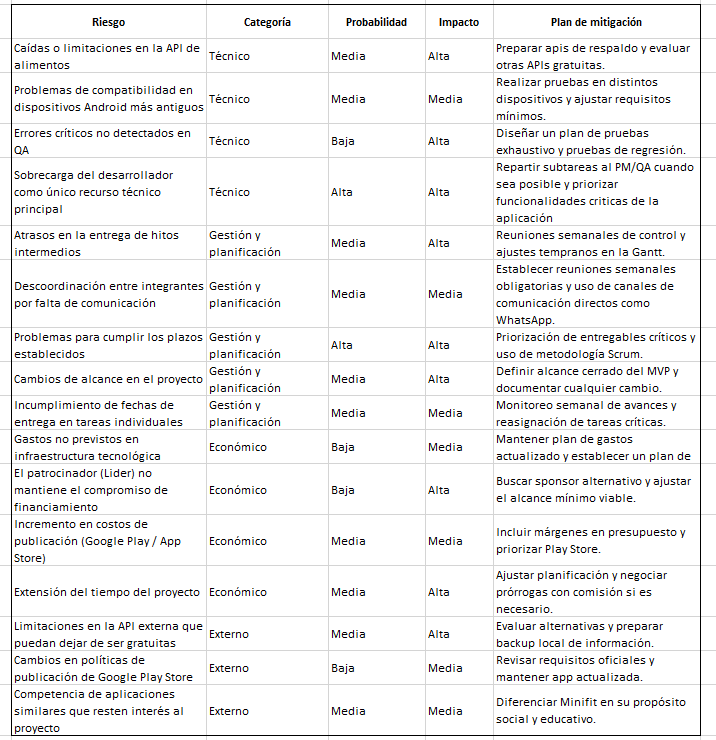 Riesgo Categoría Probabilidad Impacto Plan de mitigación
Caídas o limitaciones en la API de
alimentos
Técnico
Media
Alta
Preparar apis de respaldo y evaluar
otras APIs gratuitas.
Problemas de compatibilidad en
dispositivos Android más antiguos
Técnico
Media
Media
Realizar pruebas en distintos
dispositivos y ajustar requisitos
mínimos.
Errores críticos no detectados en
QA
Técnico
Baja
Alta
Diseñar un plan de pruebas
exhaustivo y pruebas de regresión.
Sobrecarga del desarrollador
como único recurso técnico
principal
Técnico
Alta
Alta
Repartir subtareas al PM/QA cuando
sea posible y priorizar
funcionalidades criticas de la
aplicación
Atrasos en la entrega de hitos
intermedios
Gestión y
planificación
Media
Alta
Reuniones semanales de control y
ajustes tempranos en la Gantt.
Descoordinación entre integrantes
por falta de comunicación
Gestión y
planificación
Media
Media
Establecer reuniones semanales
obligatorias y uso de canales de
comunicación directos como
WhatsApp.
Problemas para cumplir los plazos
establecidos
Gestión y
planificación
Alta
Alta
Priorización de entregables críticos y
uso de metodología Scrum.
Cambios de alcance en el proyecto
Gestión y
planificación
Media
Alta
Definir alcance cerrado del MVP y
documentar cualquier cambio.
Incumplimiento de fechas de
entrega en tareas individuales
Gestión y
planificación
Media
Media
Monitoreo semanal de avances y
reasignación de tareas críticas.
Gastos no previstos en
infraestructura tecnológica
Económico
Baja
Media
Mantener plan de gastos
actualizado y establecer un plan de
El patrocinador (Lider) no
mantiene el compromiso de
financiamiento
Económico
Baja
Alta
Buscar sponsor alternativo y ajustar
el alcance mínimo viable.
Incremento en costos de
publicación (Google Play / App
Store)
Económico
Media
Media
Incluir márgenes en presupuesto y
priorizar Play Store.
Extensión del tiempo del proyecto
Económico
Media
Alta
Ajustar planificación y negociar
prórrogas con comisión si es
necesario.
Limitaciones en la API externa que
puedan dejar de ser gratuitas
Externo
Media
Alta
Evaluar alternativas y preparar
backup local de información.
Cambios en políticas de
publicación de Google Play Store
Externo
Baja
Media
Revisar requisitos oficiales y
mantener app actualizada.
Competencia de aplicaciones
similares que resten interés al
proyecto
Externo
Media
Media
Diferenciar Minifit en su propósito
social y educativo.